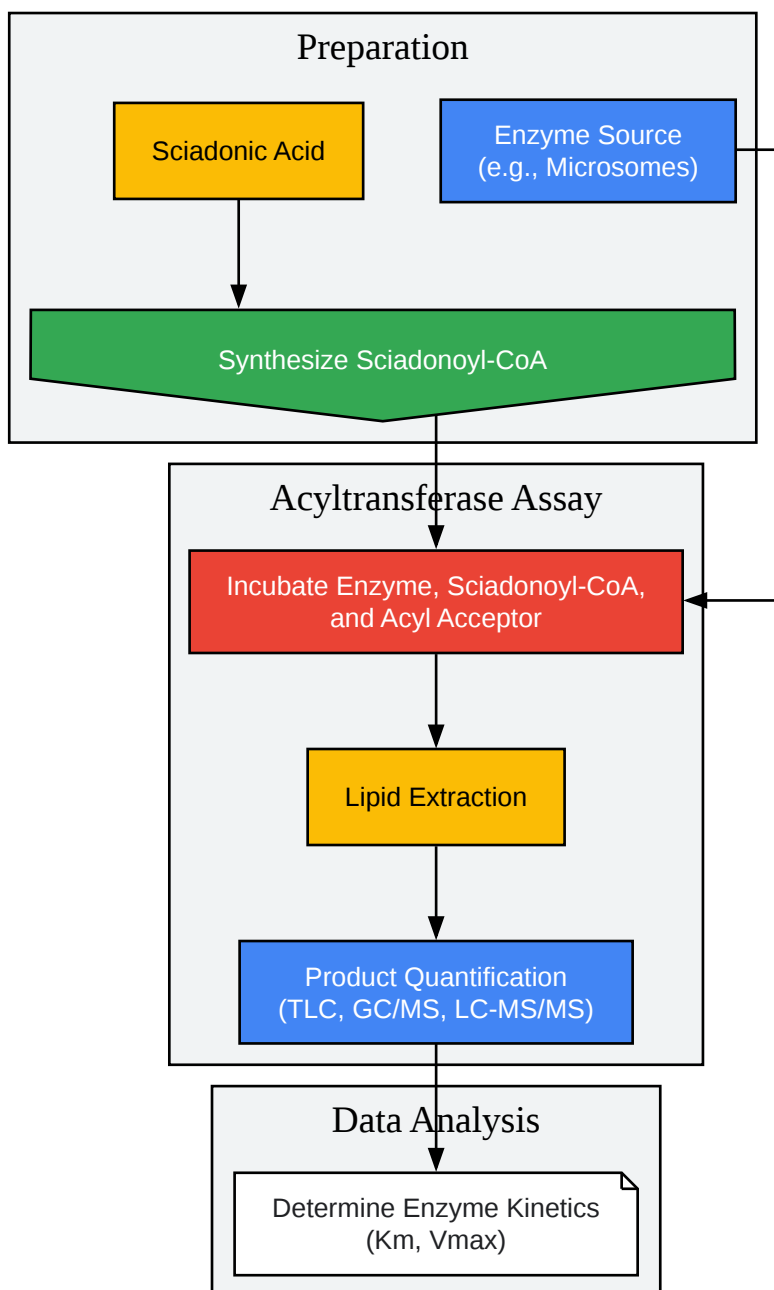 Preparation
Sciadonic Acid
Enzyme Source
(e.g., Microsomes)
Synthesize Sciadonoyl-CoA
Acyltransferase Assay
Incubate Enzyme, Sciadonoyl-CoA,
and Acyl Acceptor
Lipid Extraction
Product Quantification
(TLC, GC/MS, LC-MS/MS)
Data Analysis
Determine Enzyme Kinetics
(Km, Vmax)